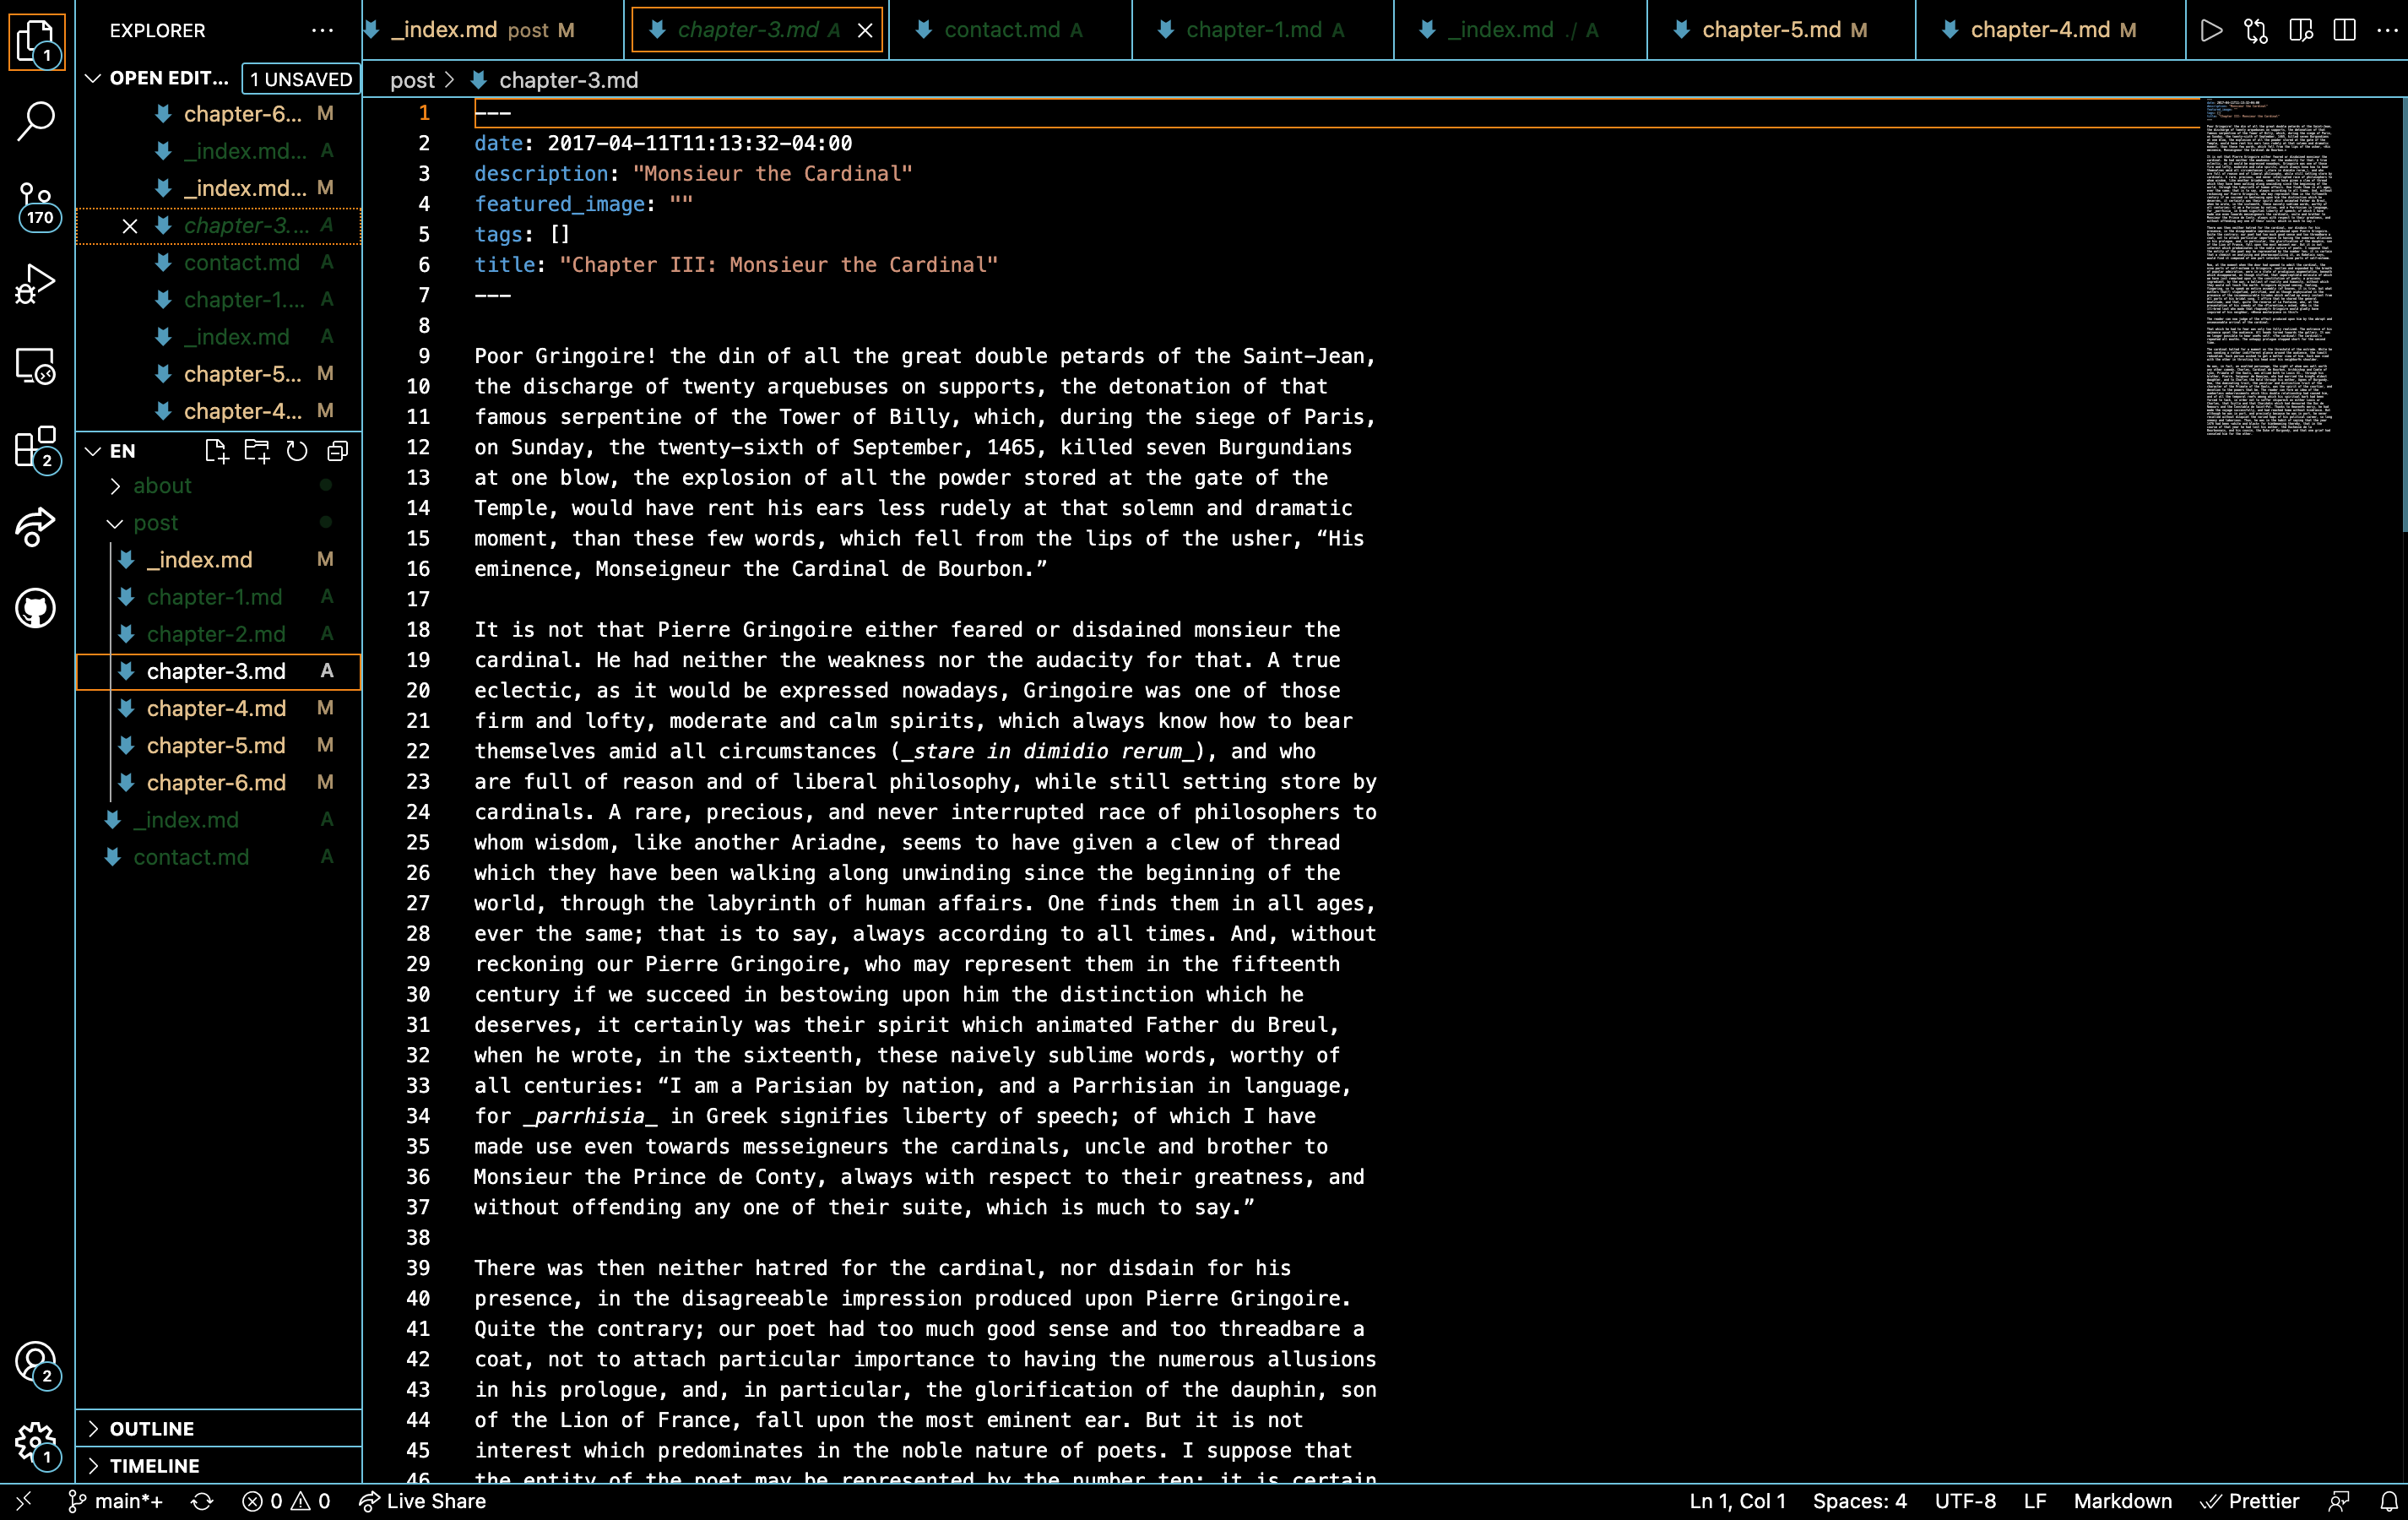 EXPLORER
OPEN EDIT... 1 UNSAVED
chapter-6... M
_index.md... A
_index.md... M
chapter-3.... A
contact.md A
chapter-1.... A
_index.md A
chapter-5... M
chapter-4... M
EN
about
post
_index.md M
chapter-1.md A
chapter-2.md A
chapter-3.md A
chapter-4.md M
chapter-5.md M
chapter-6.md M
_index.md A
contact.md A
OUTLINE
TIMELINE
1
170
2
2
1
_index.md post M chapter-3.md A contact.md A chapter-1.md A _index.md ./ A chapter-5.md M chapter-4.md M
post > chapter-3.md
1 ---
2 date: 2017-04-11T11:13:32-04:00
3 description: "Monsieur the Cardinal"
4 featured_image: ""
5 tags: []
6 title: "Chapter III: Monsieur the Cardinal"
7 ---
8
9 Poor Gringoire! the din of all the great double petards of the Saint-Jean,
10 the discharge of twenty arquebuses on supports, the detonation of that
11 famous serpentine of the Tower of Billy, which, during the siege of Paris,
12 on Sunday, the twenty-sixth of September, 1465, killed seven Burgundians
13 at one blow, the explosion of all the powder stored at the gate of the
14 Temple, would have rent his ears less rudely at that solemn and dramatic
15 moment, than these few words, which fell from the lips of the usher, “His
16 eminence, Monseigneur the Cardinal de Bourbon.”
17
18 It is not that Pierre Gringoire either feared or disdained monsieur the
19 cardinal. He had neither the weakness nor the audacity for that. A true
20 eclectic, as it would be expressed nowadays, Gringoire was one of those
21 firm and lofty, moderate and calm spirits, which always know how to bear
22 themselves amid all circumstances (_stare in dimidio rerum_), and who
23 are full of reason and of liberal philosophy, while still setting store by
24 cardinals. A rare, precious, and never interrupted race of philosophers to
25 whom wisdom, like another Ariadne, seems to have given a clew of thread
26 which they have been walking along unwinding since the beginning of the
27 world, through the labyrinth of human affairs. One finds them in all ages,
28 ever the same; that is to say, always according to all times. And, without
29 reckoning our Pierre Gringoire, who may represent them in the fifteenth
30 century if we succeed in bestowing upon him the distinction which he
31 deserves, it certainly was their spirit which animated Father du Breul,
32 when he wrote, in the sixteenth, these naively sublime words, worthy of
33 all centuries: “I am a Parisian by nation, and a Parrhisian in language,
34 for _parrhisia_ in Greek signifies liberty of speech; of which I have
35 made use even towards messeigneurs the cardinals, uncle and brother to
36 Monsieur the Prince de Conty, always with respect to their greatness, and
37 without offending any one of their suite, which is much to say.”
38
39 There was then neither hatred for the cardinal, nor disdain for his
40 presence, in the disagreeable impression produced upon Pierre Gringoire.
41 Quite the contrary; our poet had too much good sense and too threadbare a
42 coat, not to attach particular importance to having the numerous allusions
43 in his prologue, and, in particular, the glorification of the dauphin, son
44 of the Lion of France, fall upon the most eminent ear. But it is not
45 interest which predominates in the noble nature of poets. I suppose that
46 the entity of the poet may be represented by the number ten; it is certain
main*+ 0 0 Live Share Ln 1, Col 1 Spaces: 4 UTF-8 LF Markdown Prettier